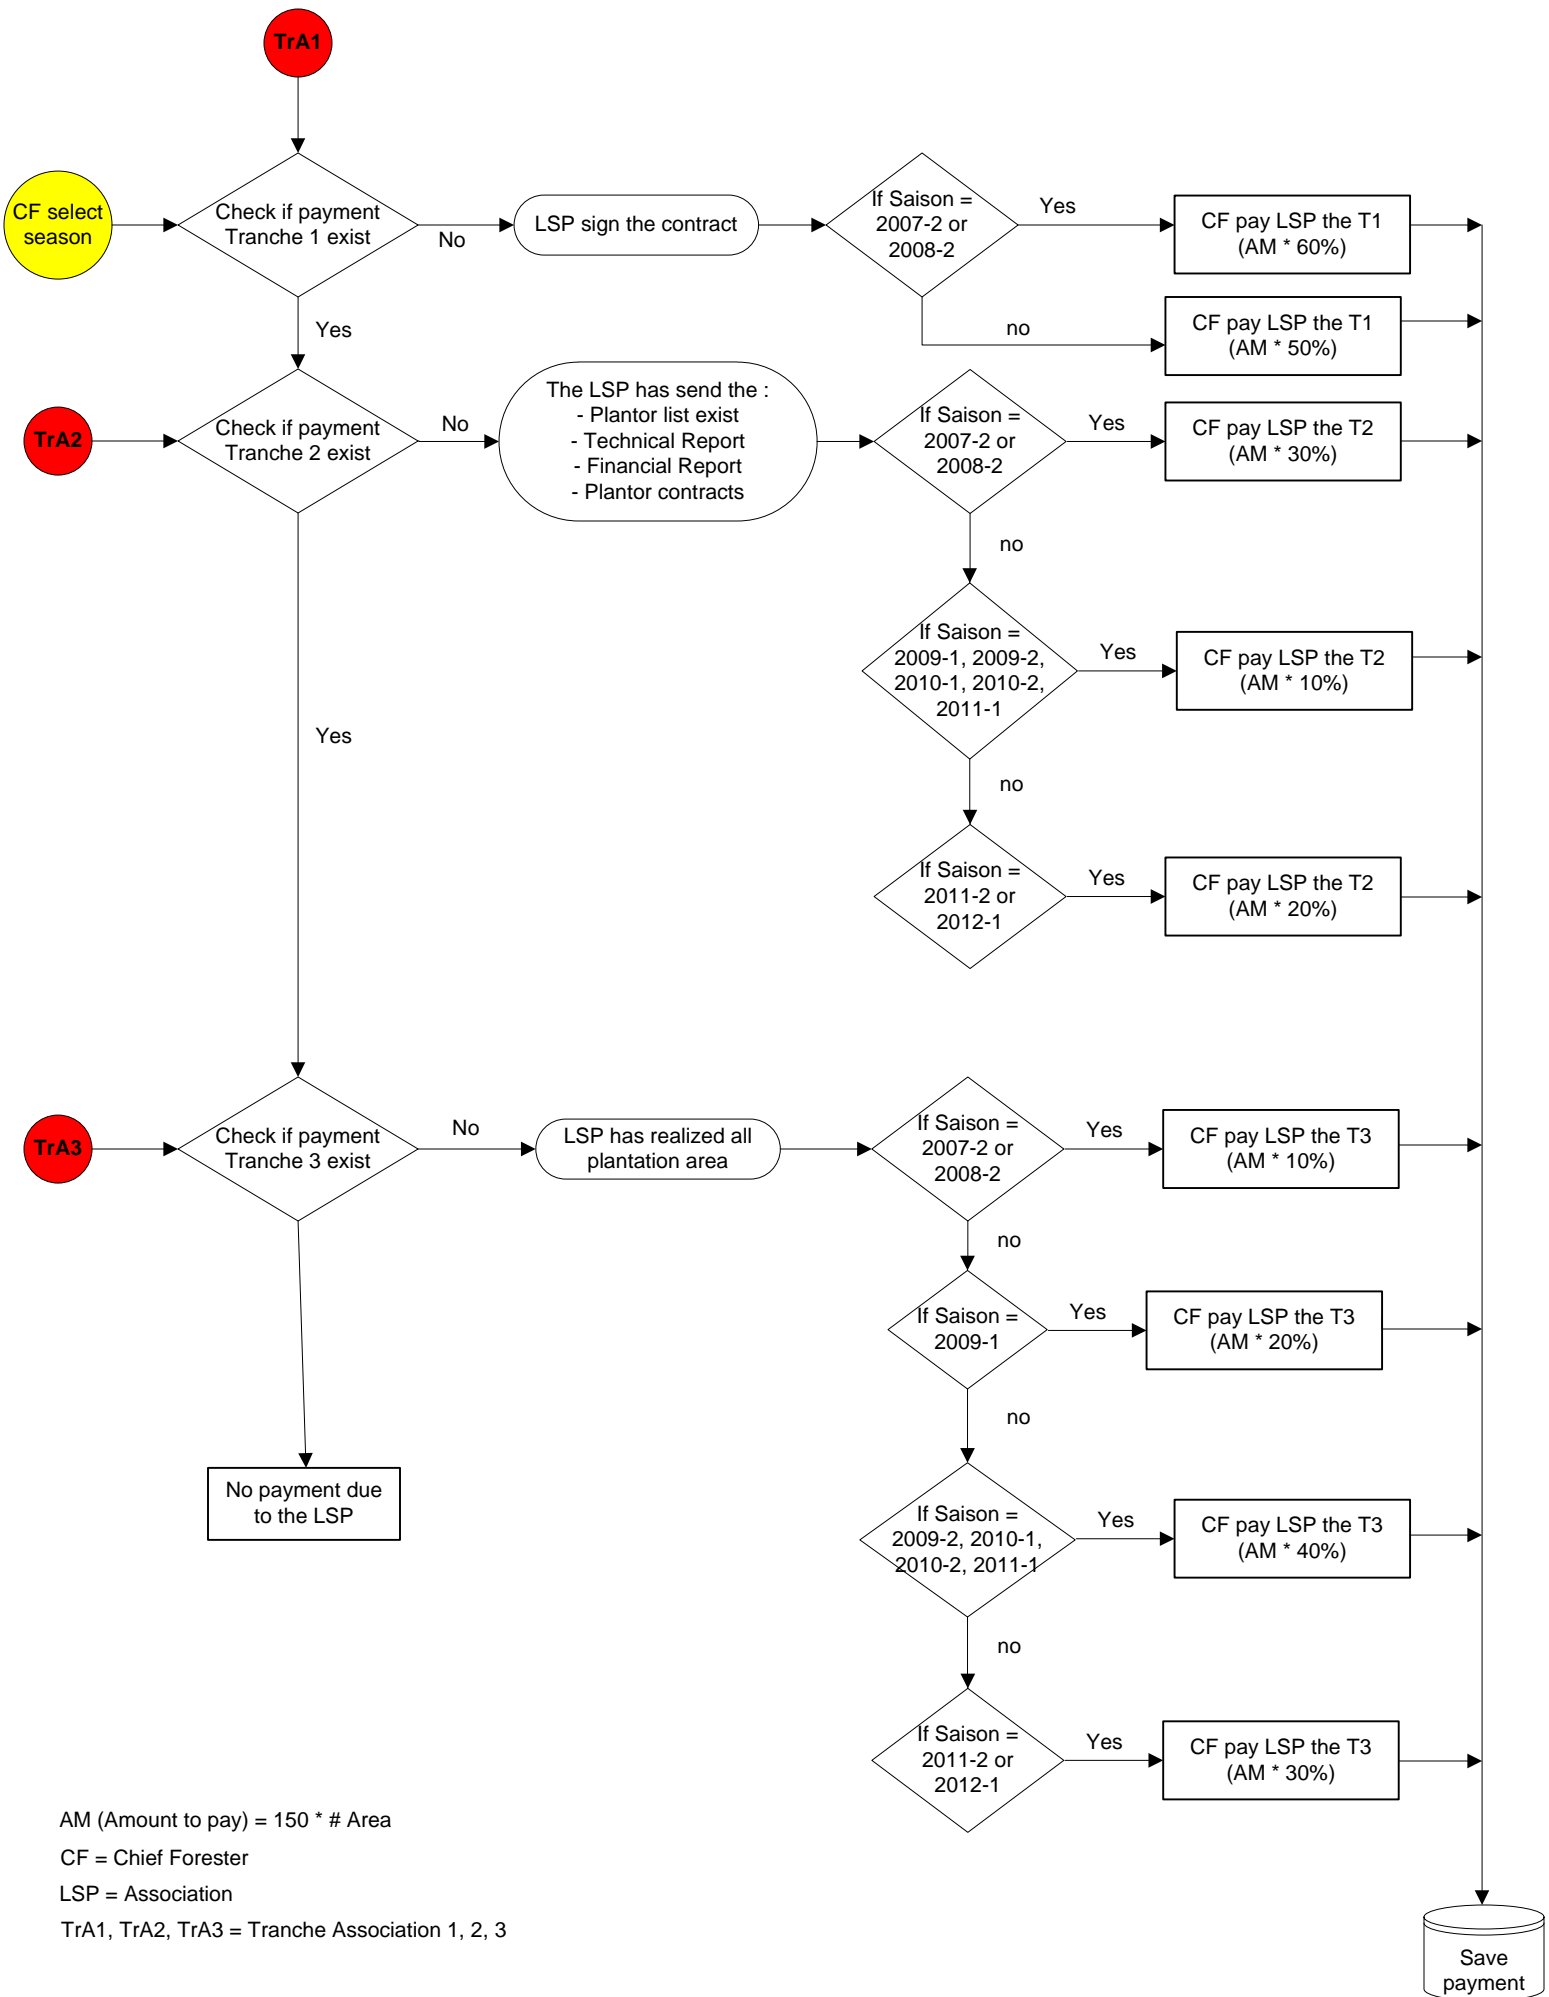 TrA1
CF select
season
Check if payment
Tranche 1 exist
No
LSP sign the contract
If Saison =
2007-2 or
2008-2
Yes
CF pay LSP the T1
(AM * 60%)
Yes
no
CF pay LSP the T1
(AM * 50%)
TrA2
Check if payment
Tranche 2 exist
No
The LSP has send the :
- Plantor list exist
- Technical Report
- Financial Report
- Plantor contracts
If Saison =
2007-2 or
2008-2
Yes
CF pay LSP the T2
(AM * 30%)
no
If Saison =
2009-1, 2009-2,
2010-1, 2010-2,
2011-1
Yes
CF pay LSP the T2
(AM * 10%)
Yes
no
If Saison =
2011-2 or
2012-1
Yes
CF pay LSP the T2
(AM * 20%)
TrA3
Check if payment
Tranche 3 exist
No
LSP has realized all
plantation area
If Saison =
2007-2 or
2008-2
Yes
CF pay LSP the T3
(AM * 10%)
no
If Saison =
2009-1
Yes
CF pay LSP the T3
(AM * 20%)
no
No payment due
to the LSP
If Saison =
2009-2, 2010-1,
2010-2, 2011-1
Yes
CF pay LSP the T3
(AM * 40%)
no
If Saison =
2011-2 or
2012-1
Yes
CF pay LSP the T3
(AM * 30%)
AM (Amount to pay) = 150 * # Area
CF = Chief Forester
LSP = Association
TrA1, TrA2, TrA3 = Tranche Association 1, 2, 3
Save
payment